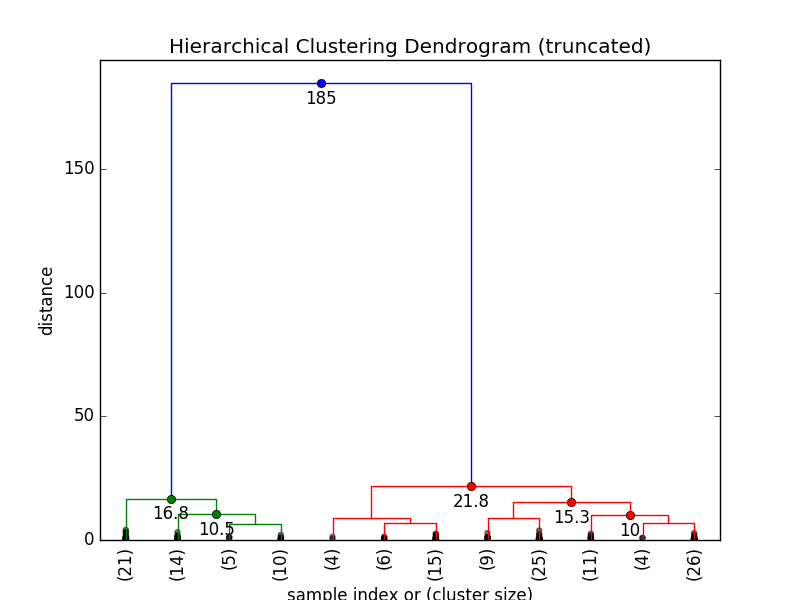 Hierarchical Clustering Dendrogram (truncated)
185
150
distance
100
50
21.8
16.8
15.3
10.5
10
0
(21) (14) (5) (10) (4) (6) (15) (9) (25) (11) (4) (26)
sample index or (cluster size)